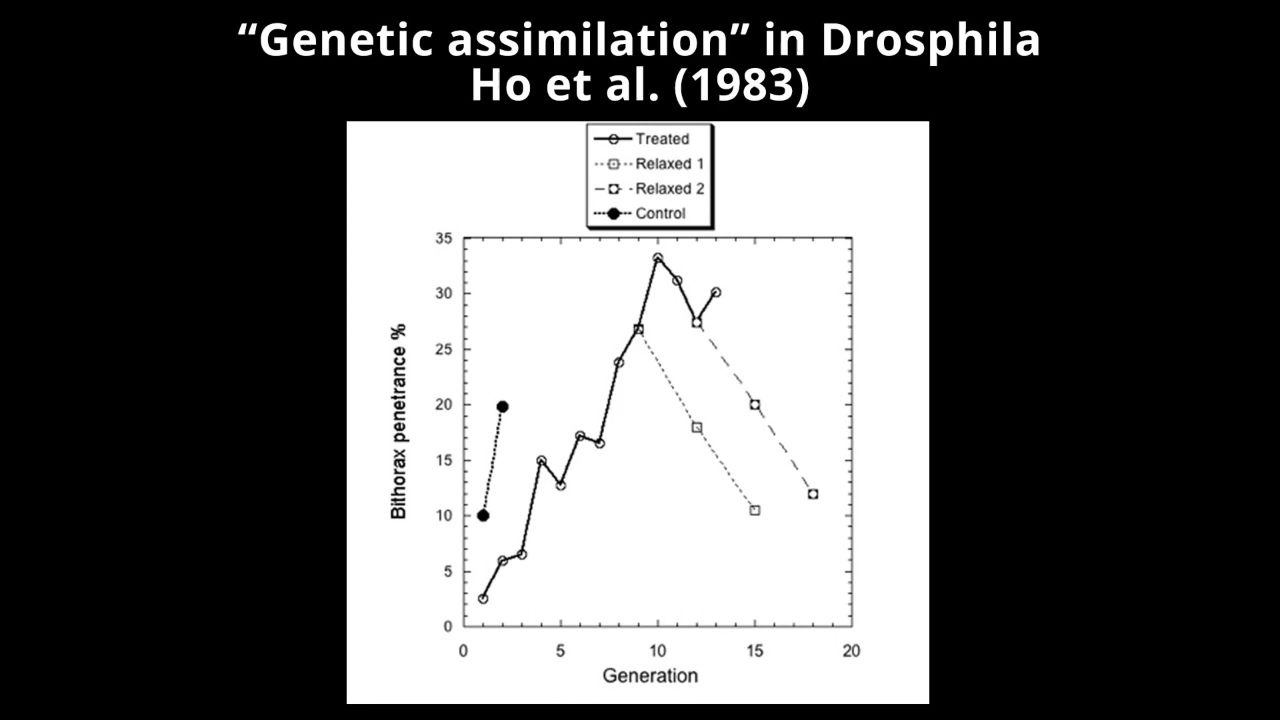 “Genetic assimilation” in Drosphila
Ho et al. (1983)
Treated
Relaxed 1
Relaxed 2
Control
35
30
25
20
15
10
5
0
Bithorax penetrance %
0 5 10 15 20
Generation